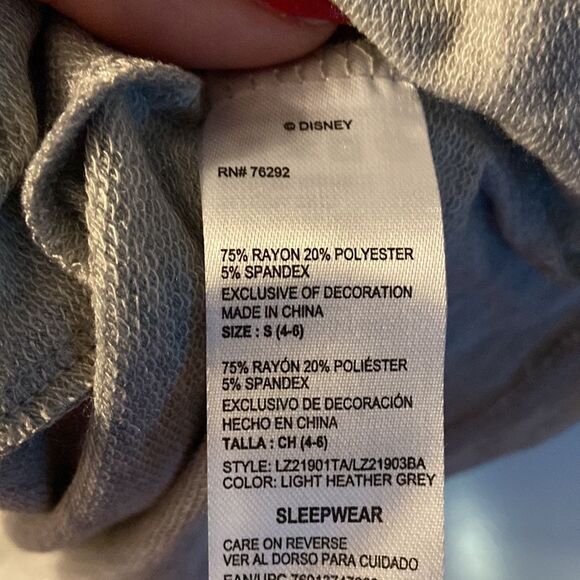 © DISNEY
RN# 76292
75% RAYON 20% POLYESTER
5% SPANDEX
EXCLUSIVE OF DECORATION
MADE IN CHINA
SIZE : S (4-6)
75% RAYÓN 20% POLIÉSTER
5% SPANDEX
EXCLUSIVO DE DECORACIÓN
HECHO EN CHINA
TALLA : CH (4-6)
STYLE: LZ21901TA/LZ21903BA
COLOR: LIGHT HEATHER GREY
SLEEPWEAR
CARE ON REVERSE
VER AL DORSO PARA CUIDADO
EAN/UPC